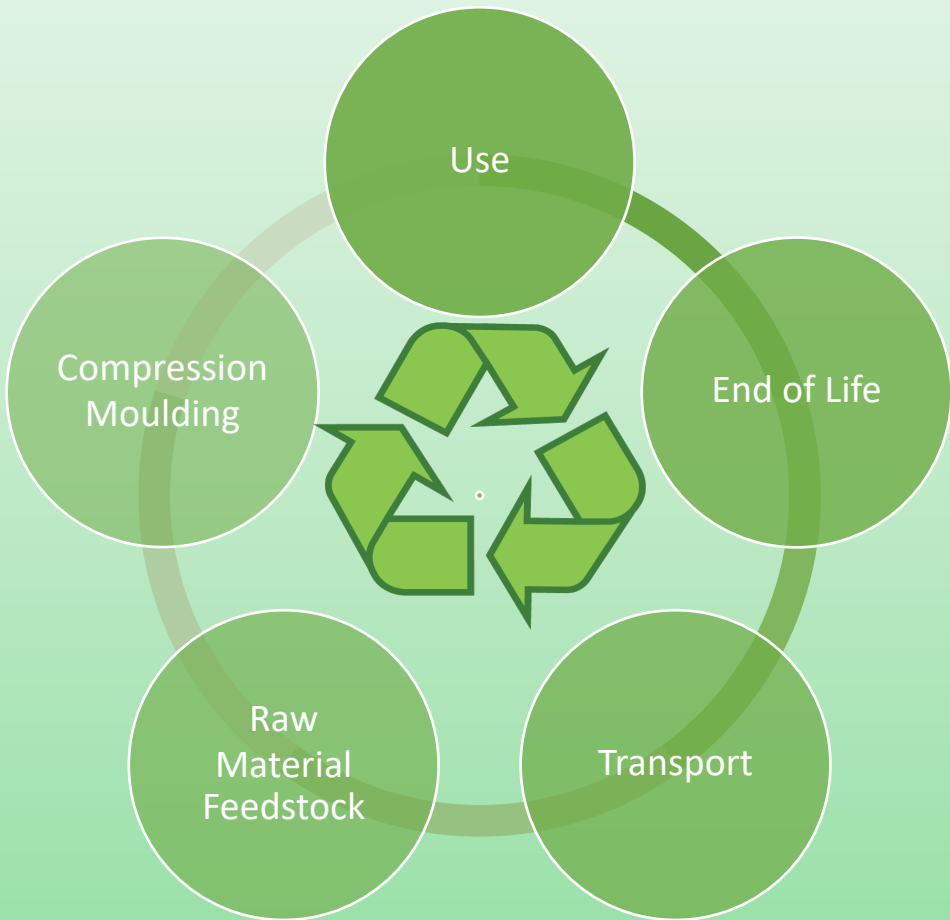 Use
Compression
Moulding
End of Life
Raw
Material
Feedstock
Transport